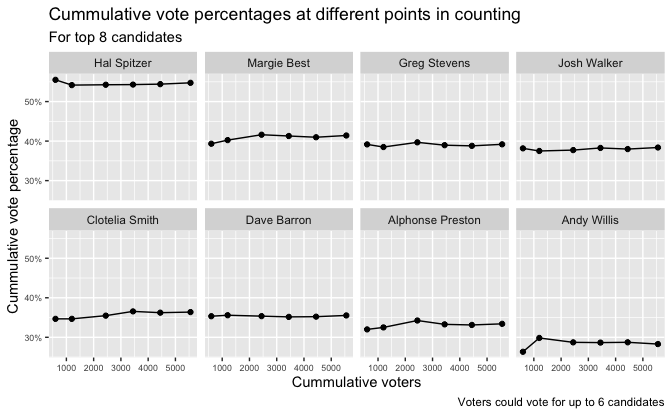 Cummulative vote percentages at different points in counting
For top 8 candidates
Hal Spitzer Margie Best Greg Stevens Josh Walker
50%
40%
30%
Clotelia Smith Dave Barron Alphonse Preston Andy Willis
50%
40%
30%
Cummulative vote percentage
1000 2000 3000 4000 5000 1000 2000 3000 4000 5000 1000 2000 3000 4000 5000 1000 2000 3000 4000 5000
Cummulative voters
Voters could vote for up to 6 candidates